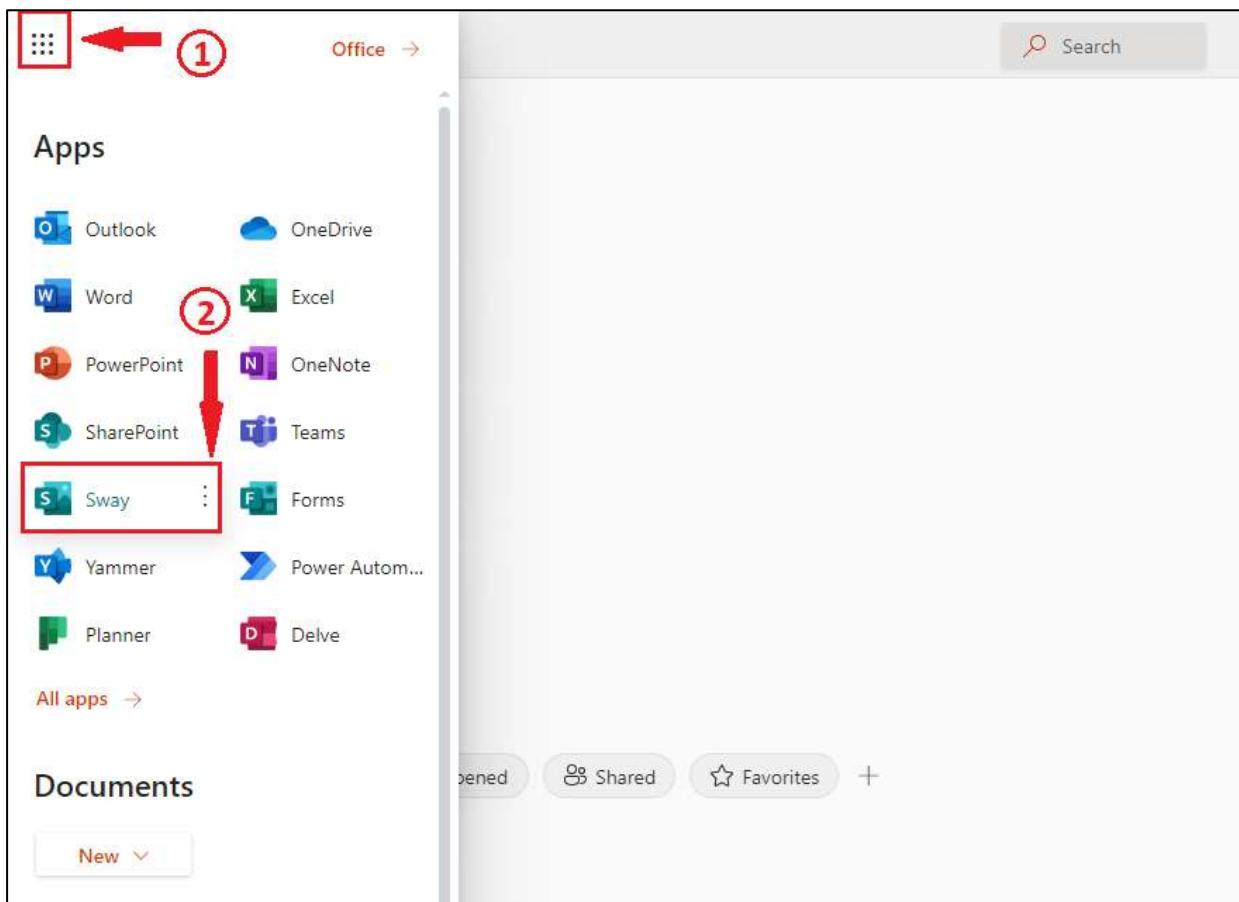 ① Office →
Search
Apps
Outlook OneDrive
Word Excel
②
PowerPoint OneNote
SharePoint Teams
Sway Forms
Yammer Power Autom...
Planner Delve
All apps →
Documents
pened Shared Favorites +
New